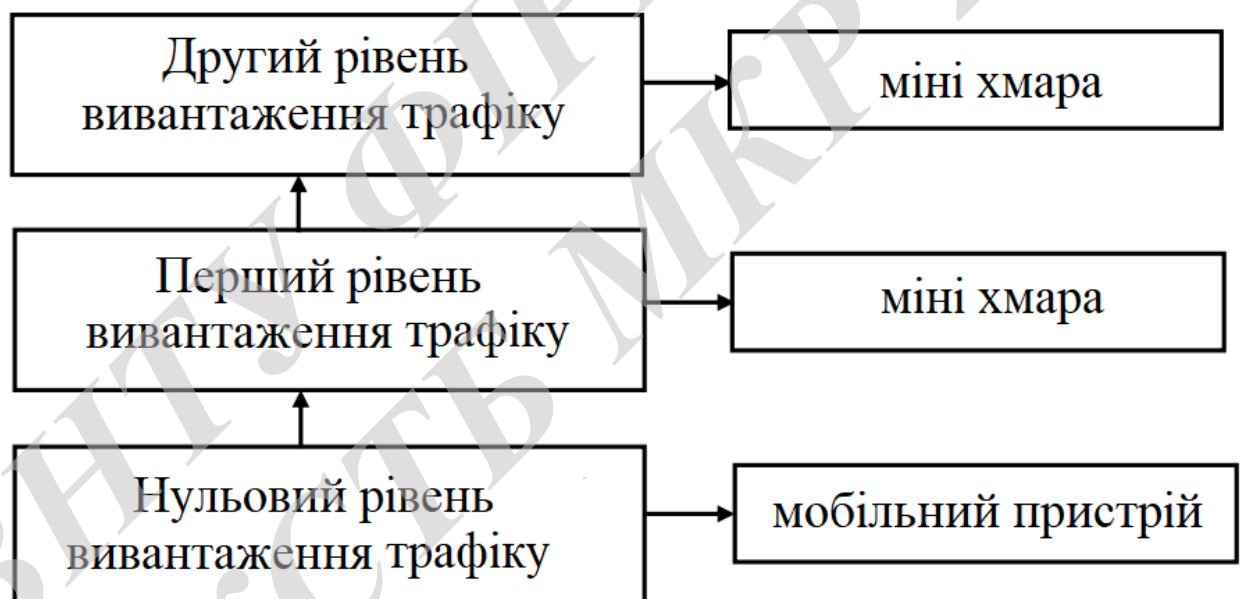 Другий рівень
вивантаження трафіку
міні хмара
Перший рівень
вивантаження трафіку
міні хмара
Нульовий рівень
вивантаження трафіку
мобільний пристрій